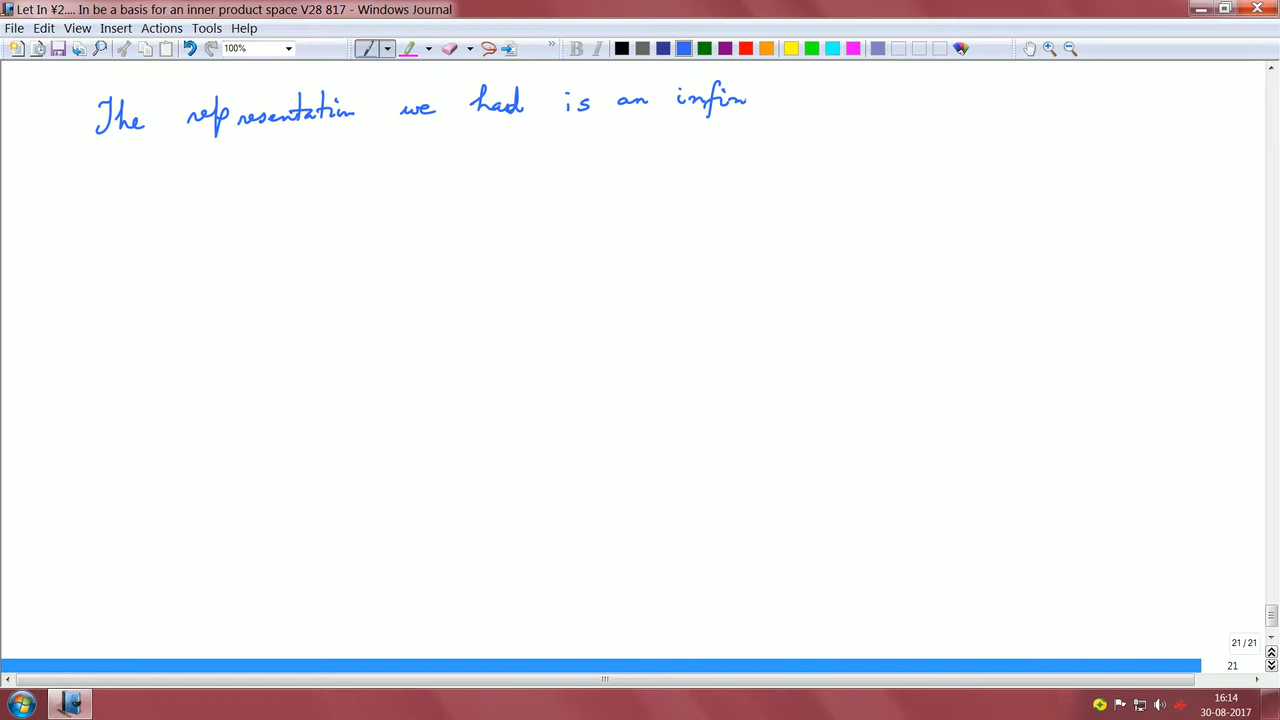 Let In ¥2.... In be a basis for an inner product space V28 817 - Windows Journal
File Edit View Insert Actions Tools Help
100%
The representation we had is an infin
21 / 21
21
16:14
30-08-2017